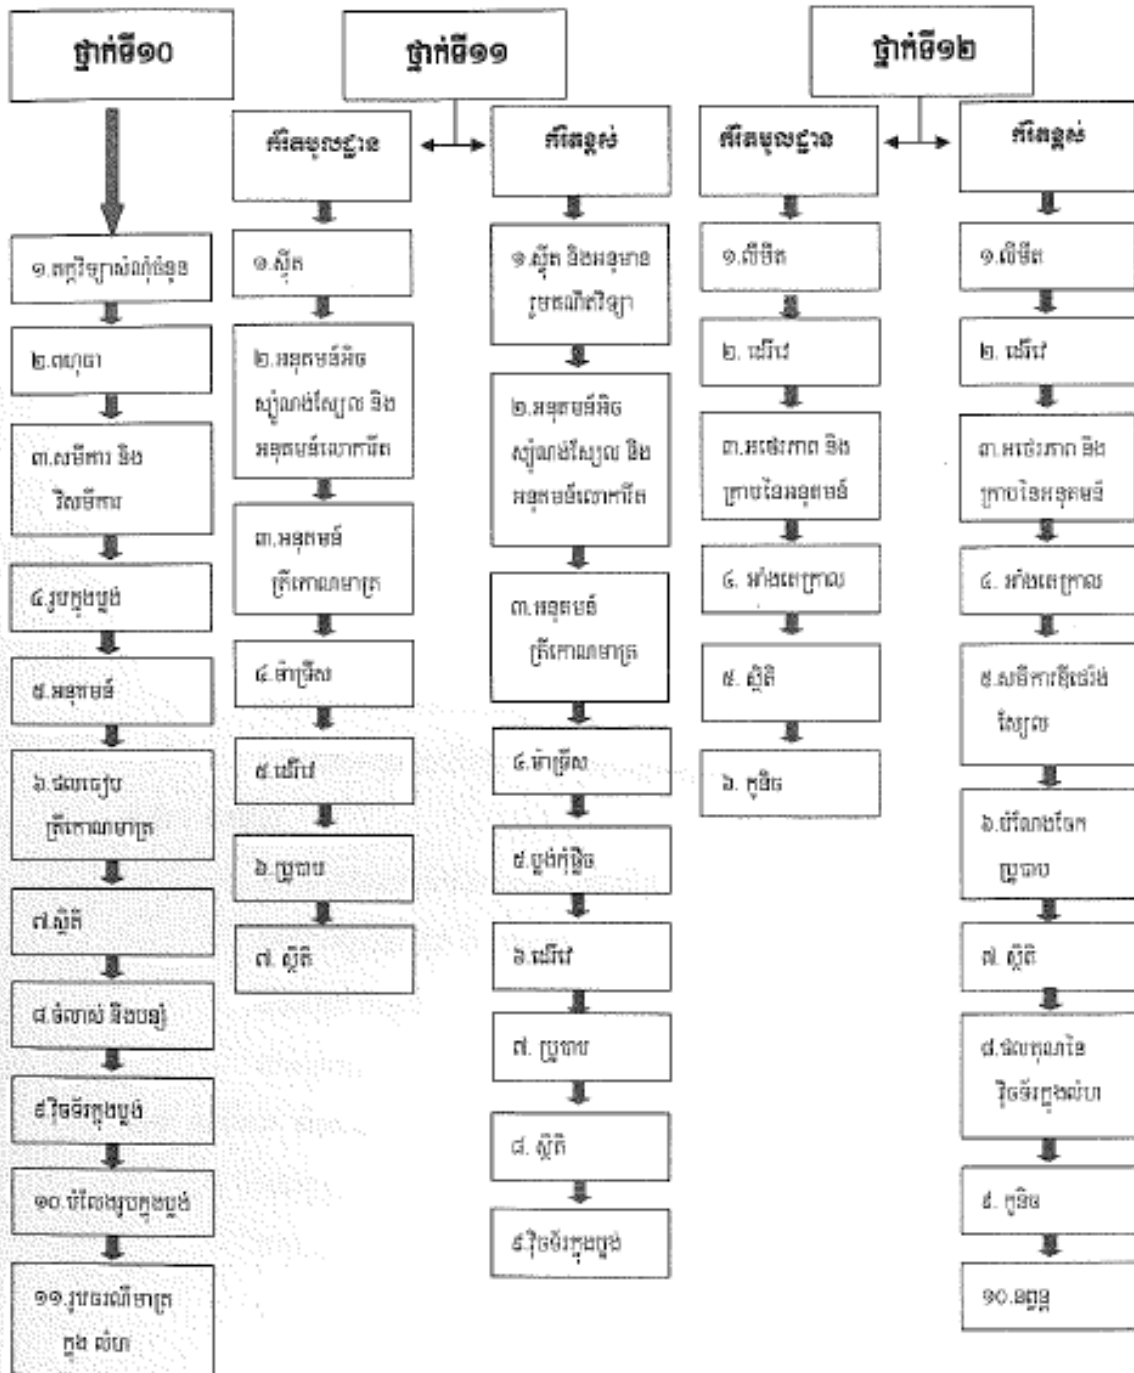 ថ្នាក់ទី១០
១.តក្កវិទ្យាសំណុំចំនួន
២.ពហុធា
៣.សមីការ និង
វិសមីការ
៤.រូបក្នុងប្លង់
៥.អនុគមន៍
៦.ផលធៀប
ត្រីកោណមាត្រ
៧.ស្ថិតិ
៨.ចំលាស់ និងបន្សំ
៩.វ៉ិចទ័រក្នុងប្លង់
១០.បំលែងរូបក្នុងប្លង់
១១.រូបធរណីមាត្រ
ក្នុង លំហ
ថ្នាក់ទី១១
កំរិតមូលដ្ឋាន
១.ស្វ៊ីត
២.អនុគមន៍អិច
ស្ប៉ូណង់ស្យែល និង
អនុគមន៍លោការីត
៣.អនុគមន៍
ត្រីកោណមាត្រ
៤.ម៉ាទ្រីស
៥.ដេរីវេ
៦.ប្រូបាប
៧. ស្ថិតិ
កំរិតខ្ពស់
១.ស្វ៊ីត និងអនុមាន
រួមគណិតវិទ្យា
២.អនុគមន៍អិច
ស្ប៉ូណង់ស្យែល និង
អនុគមន៍លោការីត
៣.អនុគមន៍
ត្រីកោណមាត្រ
៤.ម៉ាទ្រីស
៥.ប្លង់កុំផ្លិច
៦.ដេរីវេ
៧. ប្រូបាប
៨. ស្ថិតិ
៩.វ៉ិចទ័រក្នុងប្លង់
ថ្នាក់ទី១២
កំរិតមូលដ្ឋាន
១.លីមីត
២. ដេរីវេ
៣.អថេរភាព និង
ក្រាបនៃអនុគមន៍
៤. អាំងតេក្រាល
៥. ស្ថិតិ
៦. កូនិច
កំរិតខ្ពស់
១.លីមីត
២. ដេរីវេ
៣.អថេរភាព និង
ក្រាបនៃអនុគមន៍
៤. អាំងតេក្រាល
៥.សមីការឌីផេរ៉ង់
ស្យែល
៦.បំណែងចែក
ប្រូបាប
៧. ស្ថិតិ
៨.ផលគុណនៃ
វ៉ិចទ័រក្នុងលំហ
៩. កូនិច
១០.នព្វន្ត